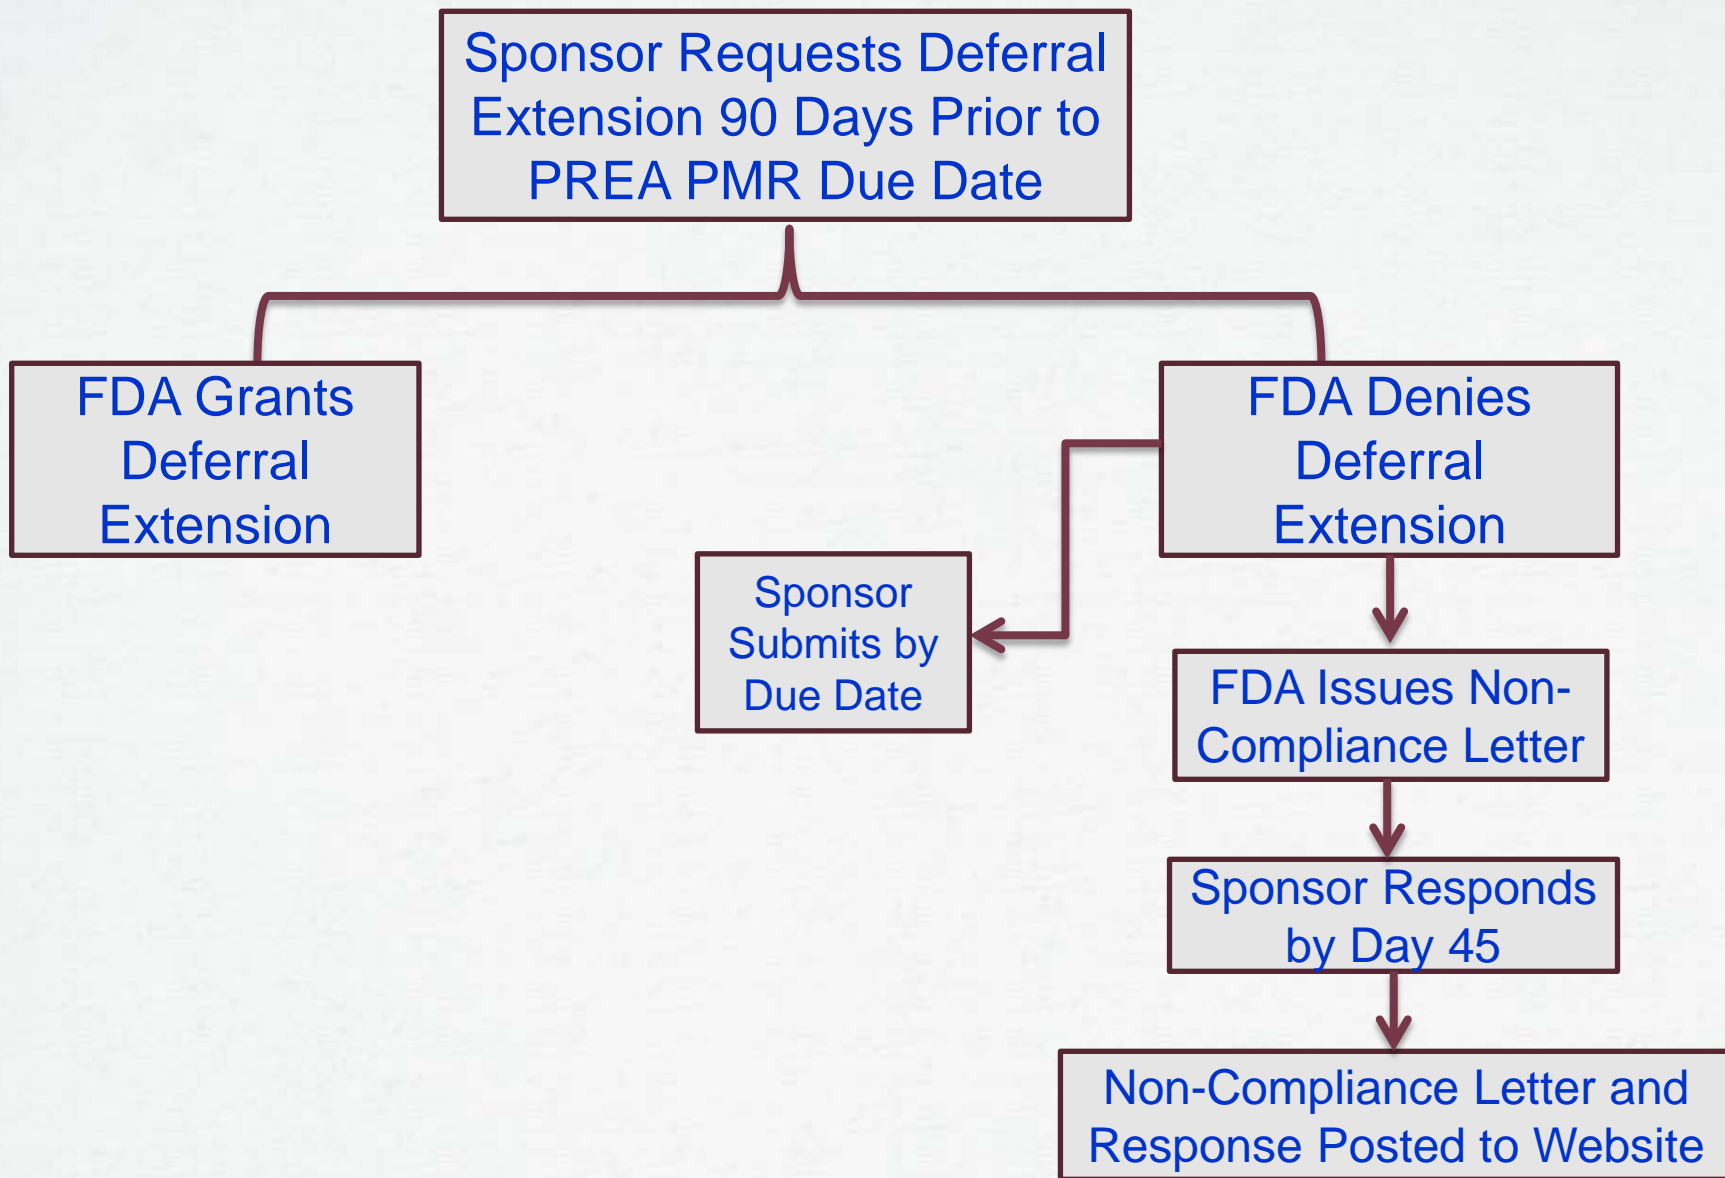 Sponsor Requests Deferral
Extension 90 Days Prior to
PREA PMR Due Date
FDA Grants
Deferral
Extension
FDA Denies
Deferral
Extension
Sponsor
Submits by
Due Date
FDA Issues Non-
Compliance Letter
Sponsor Responds
by Day 45
Non-Compliance Letter and
Response Posted to Website